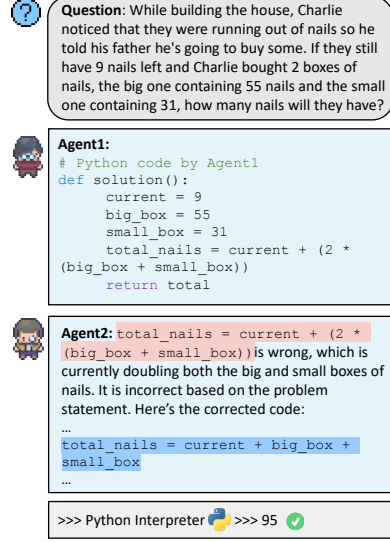 ?
Question: While building the house, Charlie
noticed that they were running out of nails so he
told his father he's going to buy some. If they still
have 9 nails left and Charlie bought 2 boxes of
nails, the big one containing 55 nails and the small
one containing 31, how many nails will they have?
Agent1:
# Python code by Agent1
def solution():
current = 9
big_box = 55
small_box = 31
total_nails = current + (2 *
(big_box + small_box))
return total
Agent2: total_nails = current + (2 *
(big_box + small_box)) is wrong, which is
currently doubling both the big and small boxes of
nails. It is incorrect based on the problem
statement. Here's the corrected code:
…
total_nails = current + big_box +
small_box
…
>>> Python Interpreter >>> 95